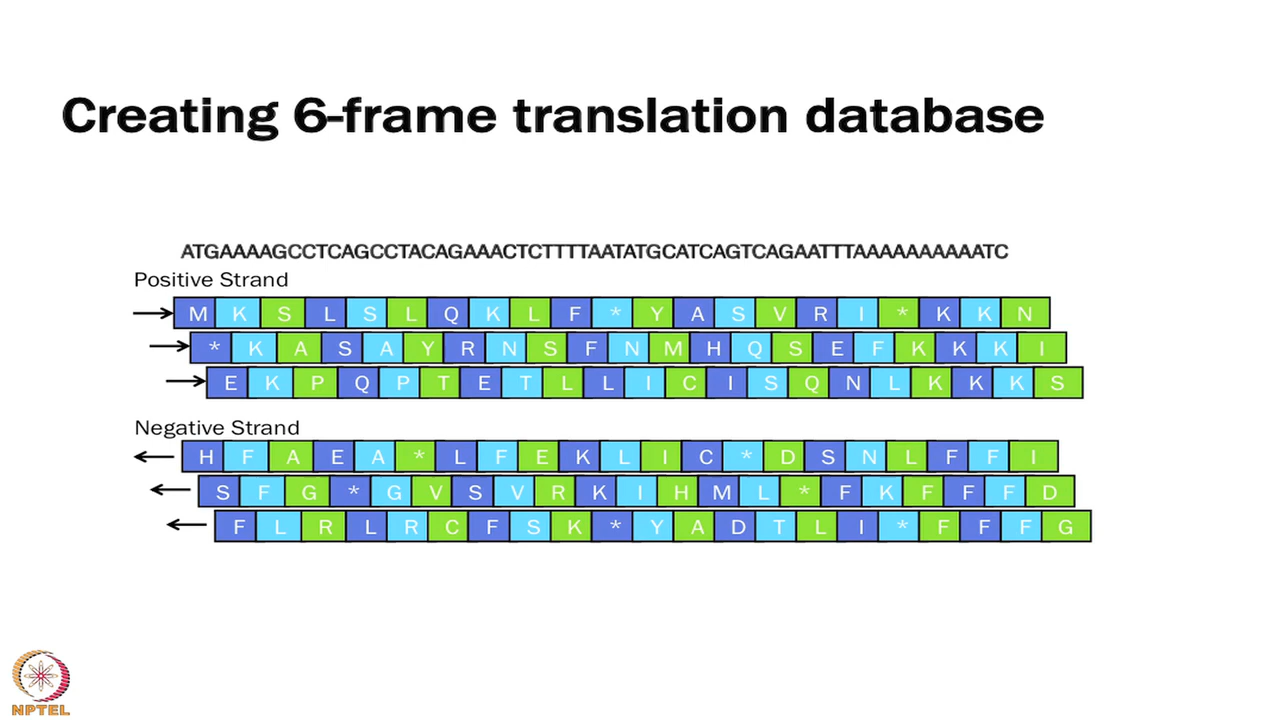 Creating 6-frame translation database
ATGAAAAGCCTCAGCCTACAGAAACTCTTTTAATATGCATCAGTCAGAATTTAAAAAAAAAATC
Positive Strand
M K S L S L Q K L F * Y A S V R I * K K N
* K A S A Y R N S F N M H Q S E F K K K I
E K P Q P T E T L L I C I S Q N L K K K S
Negative Strand
H F A E A * L F E K L I C * D S N L F F I
S F G * G V S V R K I H M L * F K F F F D
F L R L R C F S K * Y A D T L I * F F F G
NPTEL